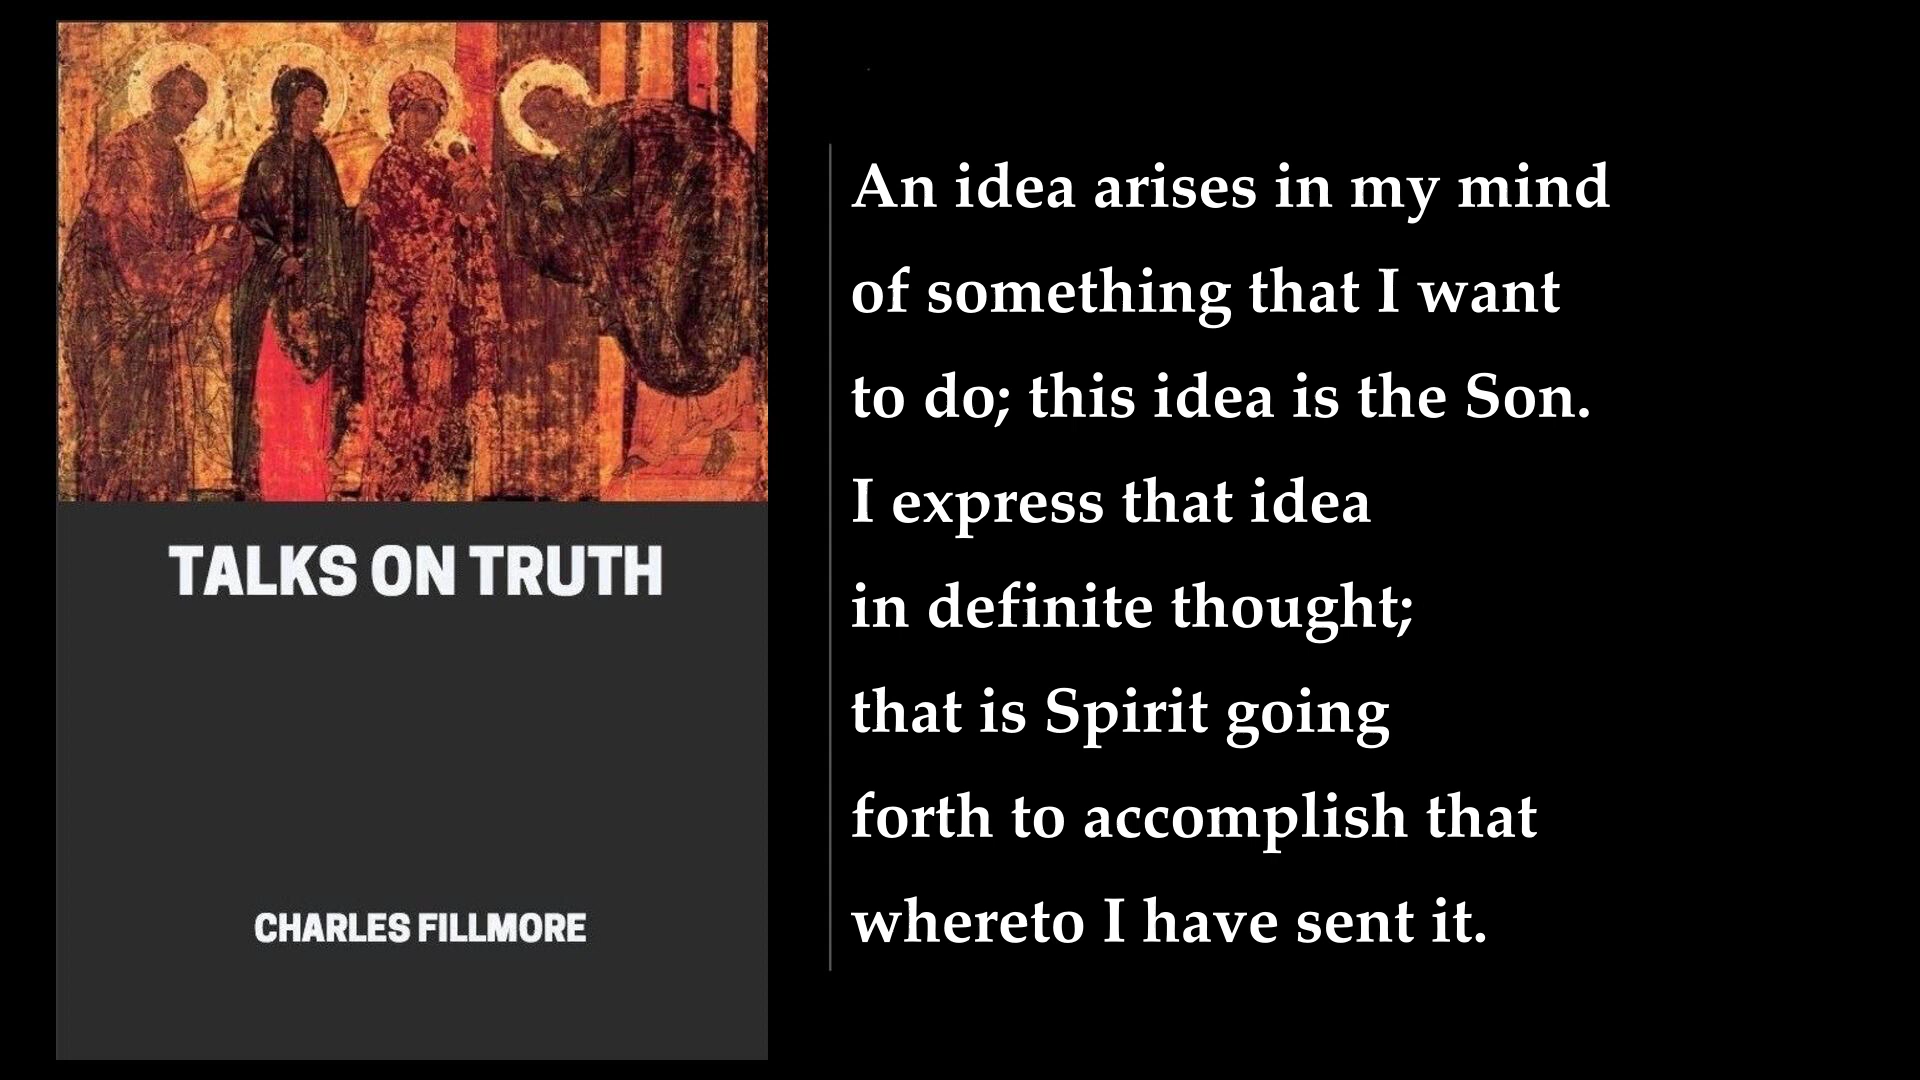 TALKS ON TRUTH
CHARLES FILLMORE
An idea arises in my mind
of something that I want
to do; this idea is the Son.
I express that idea
in definite thought;
that is Spirit going
forth to accomplish that
whereto I have sent it.